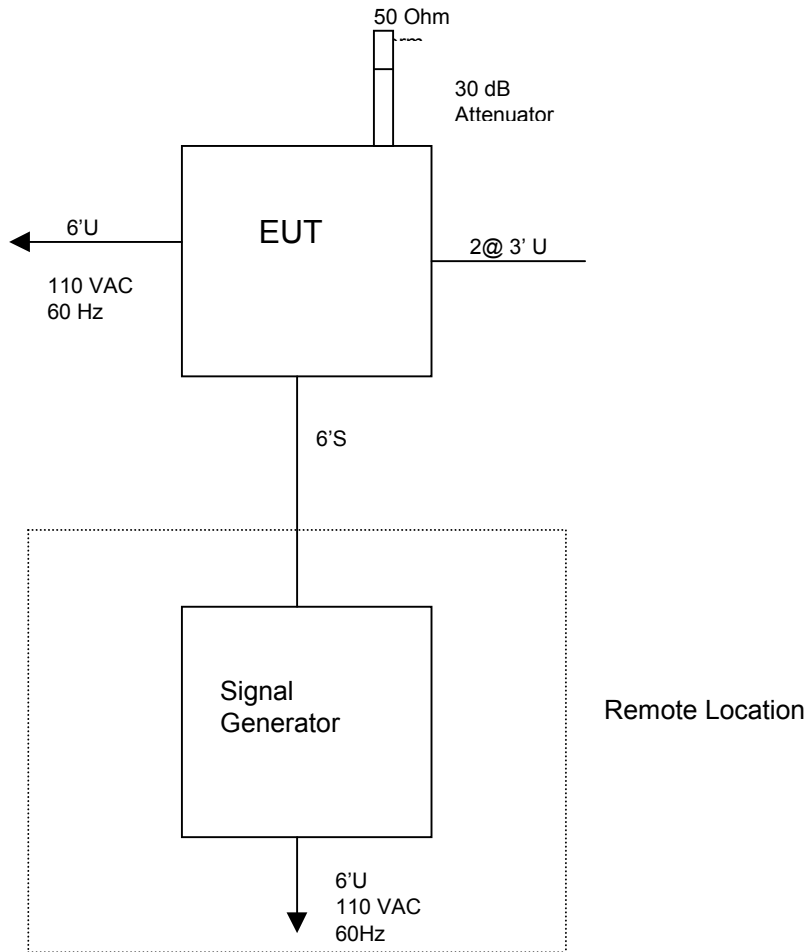 50 Ohm
30 dB
Attenuator
6'U
EUT
2@ 3' U
110 VAC
60 Hz
6'S
Signal
Generator
Remote Location
6'U
110 VAC
60Hz